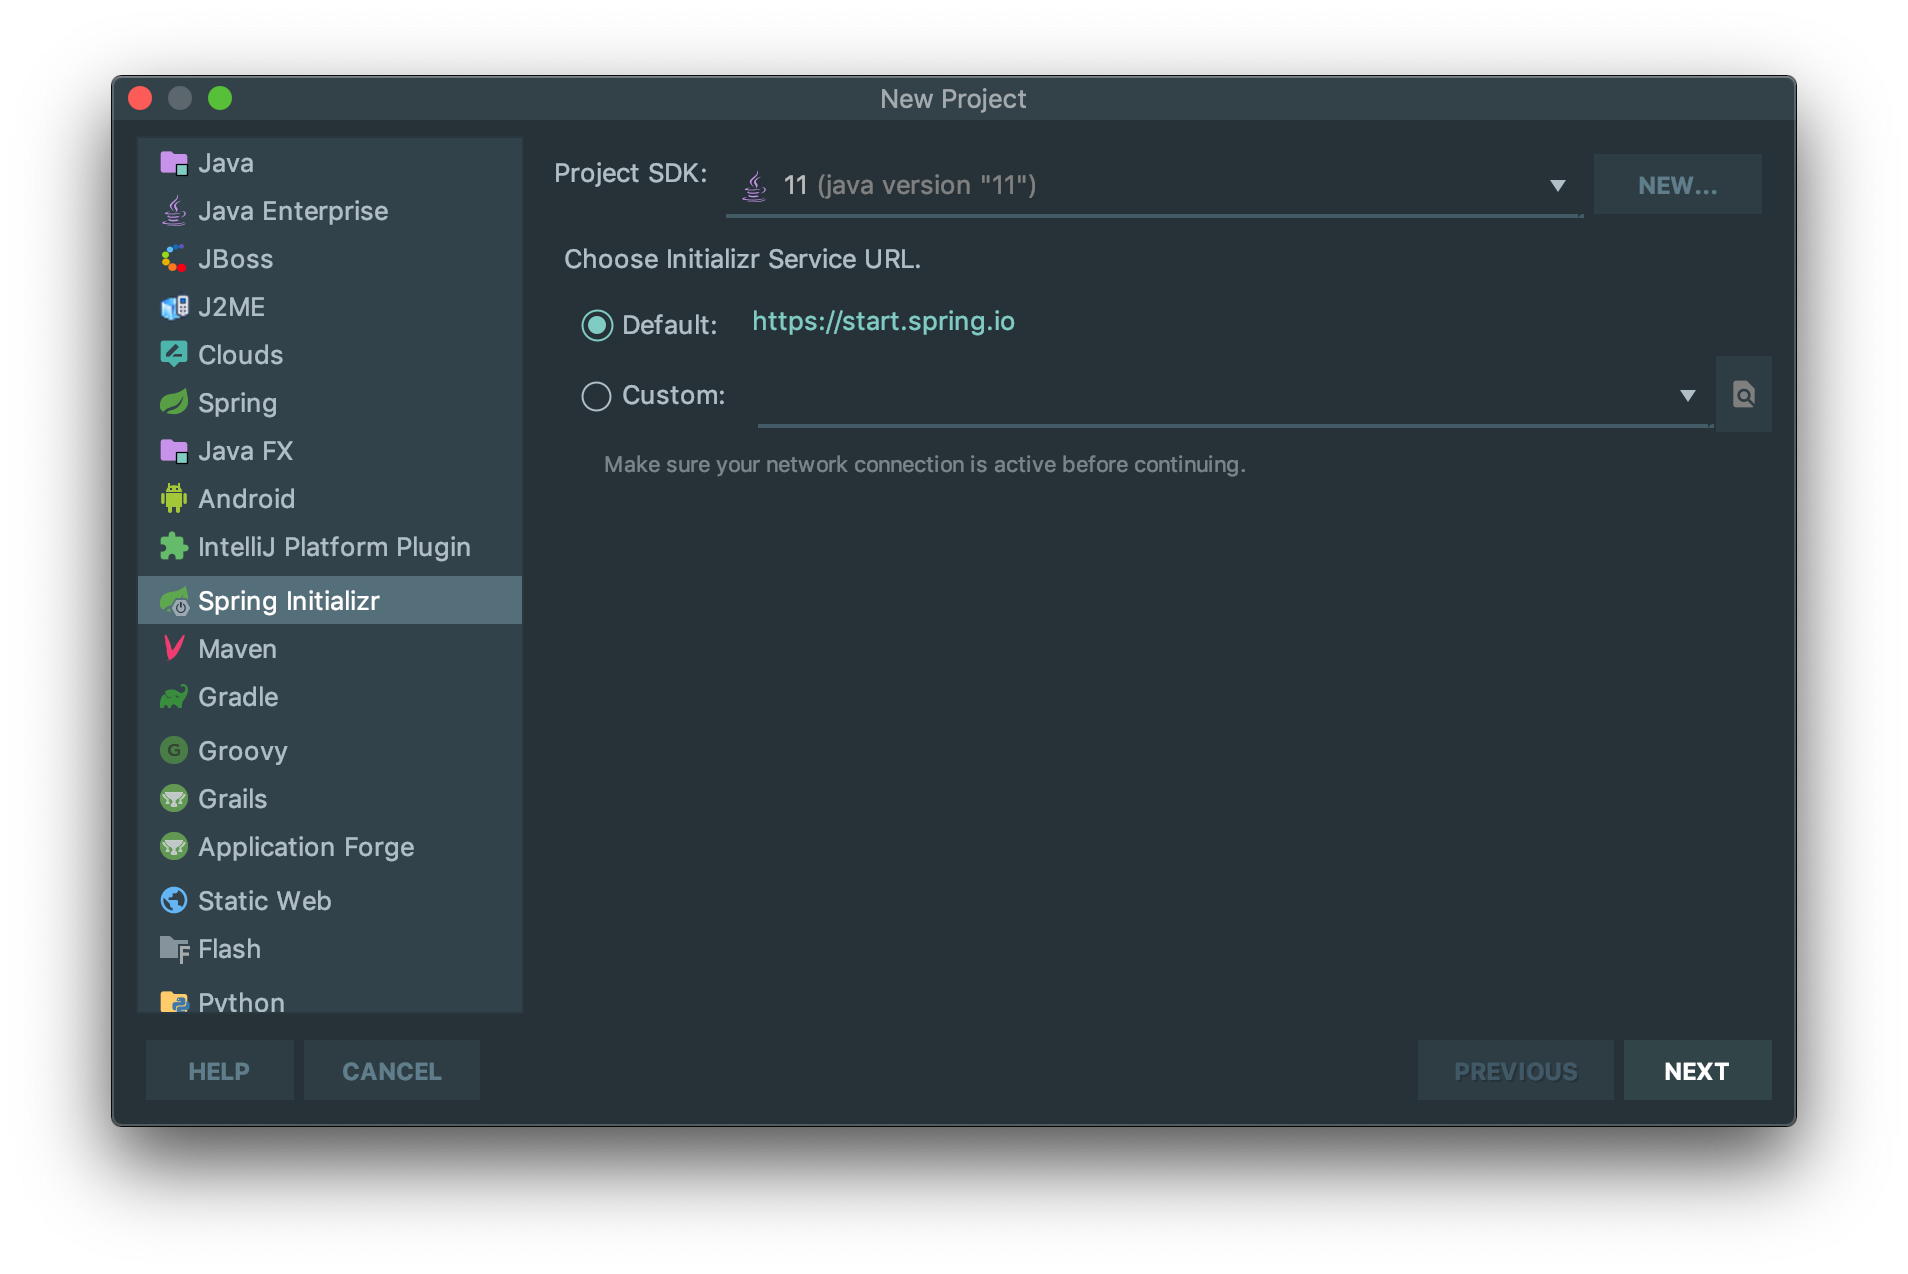 New Project
Java
Java Enterprise
JBoss
J2ME
Clouds
Spring
Java FX
Android
IntelliJ Platform Plugin
Spring Initializr
Maven
Gradle
G Groovy
Grails
Application Forge
Static Web
F Flash
Python
Project SDK: 11 (java version "11") NEW...
Choose Initializr Service URL.
Default: https://start.spring.io
Custom:
Make sure your network connection is active before continuing.
HELP CANCEL PREVIOUS NEXT